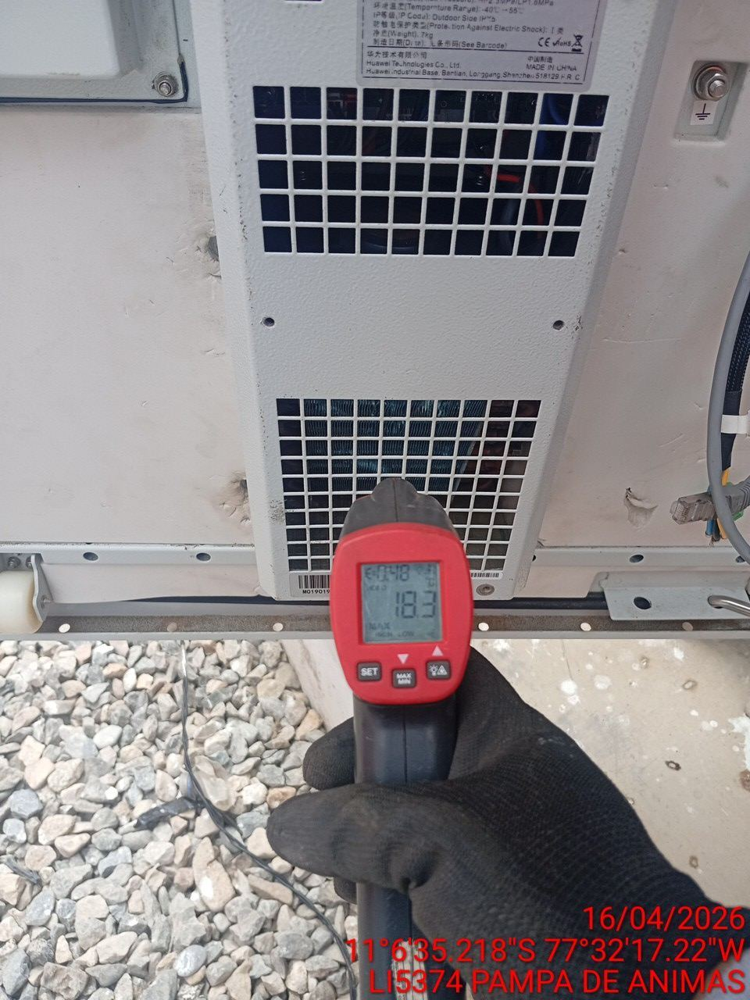 环境温度(Temperature Range): -40℃ ~ 55℃
IP等级(IP Code): Outdoor Side
防触电保护类型(Protection Against Electric Shock): I 类
净重(Weight): 7kg
制造日期(Date): 见条形码(See Barcode)
CE RoHS
华为技术有限公司
Huawei Technologies Co., Ltd.
Huawei Industrial Base, Bantian, Longgang, Shenzhen 518129 P.R.C
中国制造
MADE IN CHINA
18.3
SET
MAX
MIN
16/04/2026
11°6'35.218"S 77°32'17.22"W
LI5374 PAMPA DE ANIMAS